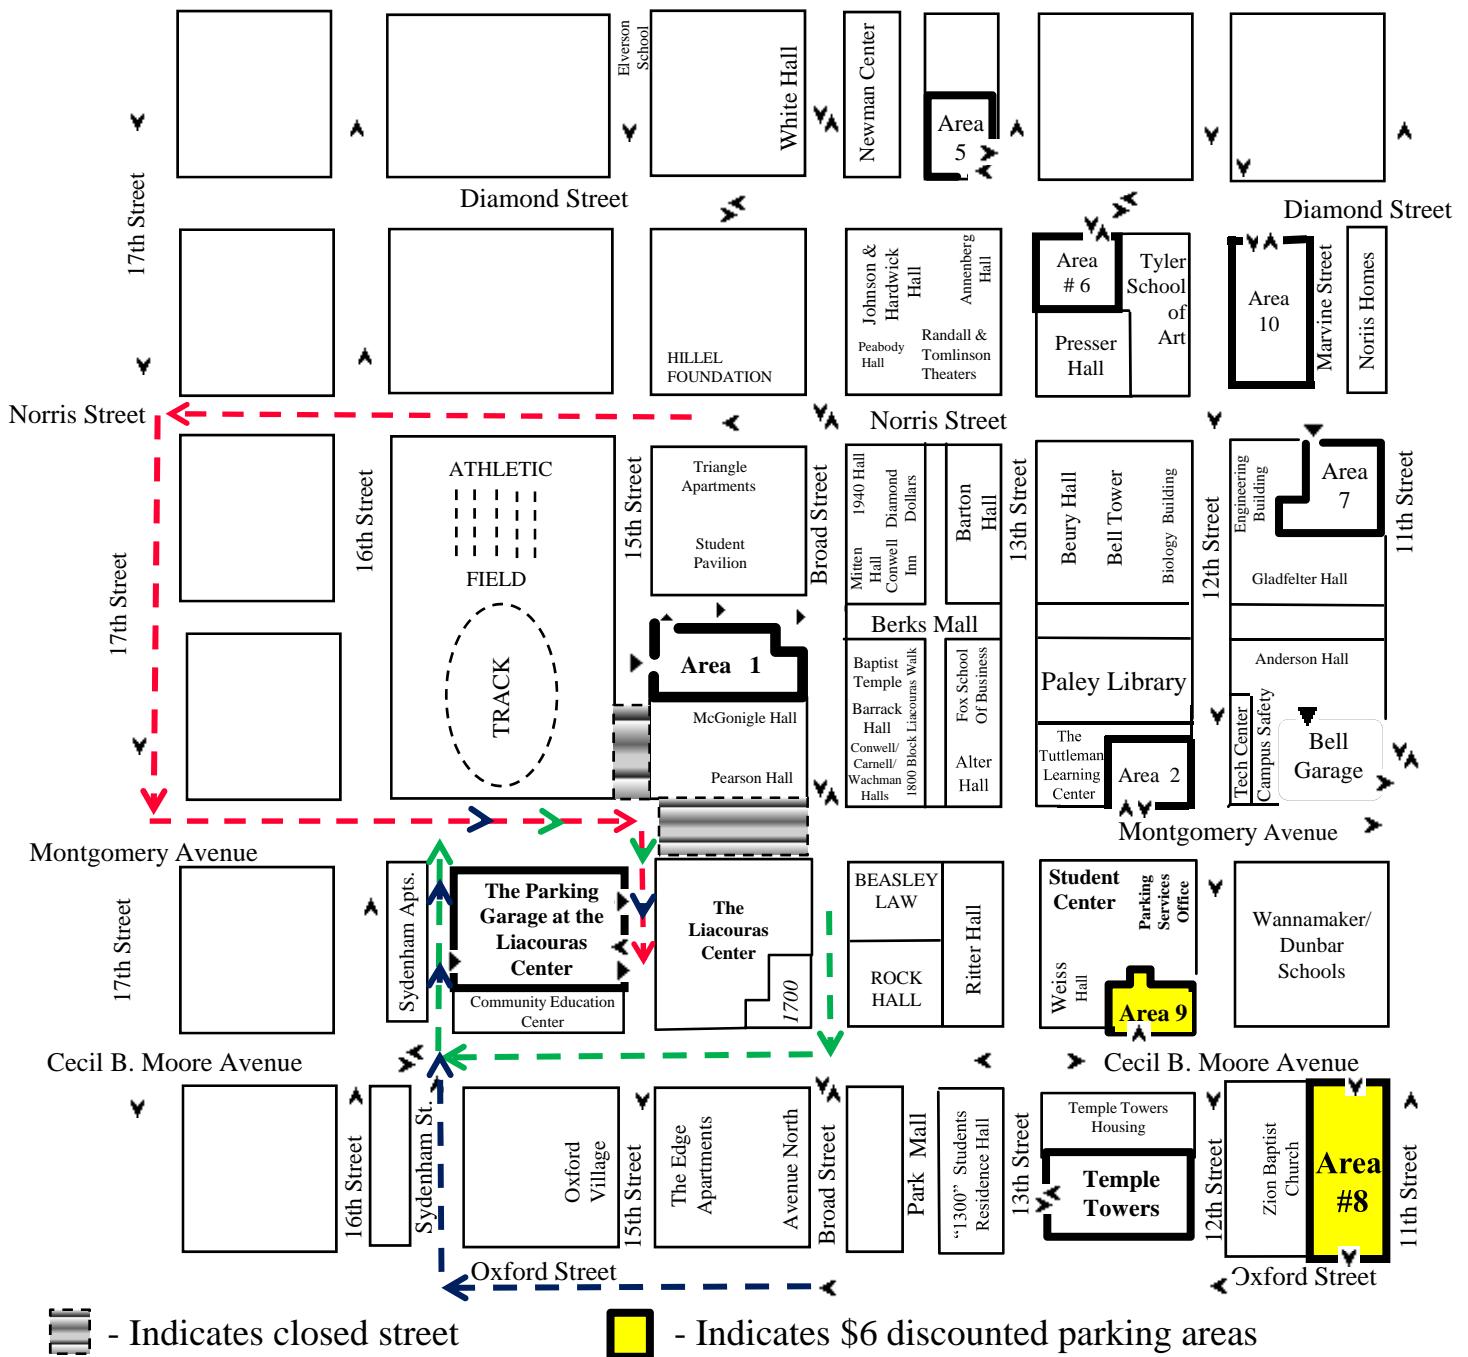 Elverson
School
White Hall
Newman Center
Area
5
17th Street
Diamond Street
Diamond Street
Johnson &
Hardwick
Hall
Annenberg
Hall
Peabody
Hall
Randall &
Tomlinson
Theaters
Area
# 6
Tyler
School
of
Art
Presser
Hall
Area
10
Marvine Street
Noriis Homes
HILLEL
FOUNDATION
Norris Street
Norris Street
ATHLETIC
FIELD
TRACK
17th Street
16th Street
15th Street
Triangle
Apartments
Student
Pavilion
Broad Street
1940 Hall
Diamond
Dollars
Mitten
Hall
Conwell
Inn
Barton
Hall
13th Street
Beury Hall
Bell Tower
Biology Building
12th Street
Engineering
Building
Area
7
11th Street
Gladfelter Hall
Berks Mall
Area 1
McGonigle Hall
Pearson Hall
Baptist
Temple
Barrack
Hall
Conwell/
Carnell/
Wachman
Halls
1800 Block Liacouras Walk
Fox School
Of Business
Alter
Hall
Paley Library
The
Tuttleman
Learning
Center
Area 2
Anderson Hall
Tech Center
Campus Safety
Bell
Garage
Montgomery Avenue
Montgomery Avenue
17th Street
Sydenham Apts.
The Parking
Garage at the
Liacouras
Center
Community Education
Center
The
Liacouras
Center
1700
BEASLEY
LAW
ROCK
HALL
Ritter Hall
Student
Center
Parking
Services
Office
Weiss
Hall
Area 9
Wannamaker/
Dunbar
Schools
Cecil B. Moore Avenue
Cecil B. Moore Avenue
16th Street
Sydenham St.
Oxford
Village
15th Street
The Edge
Apartments
Avenue North
Broad Street
Park Mall
“1300” Students
Residence Hall
13th Street
Temple Towers
Housing
Temple
Towers
12th Street
Zion Baptist
Church
Area
#8
11th Street
Oxford Street
Oxford Street
- Indicates closed street
- Indicates $6 discounted parking areas